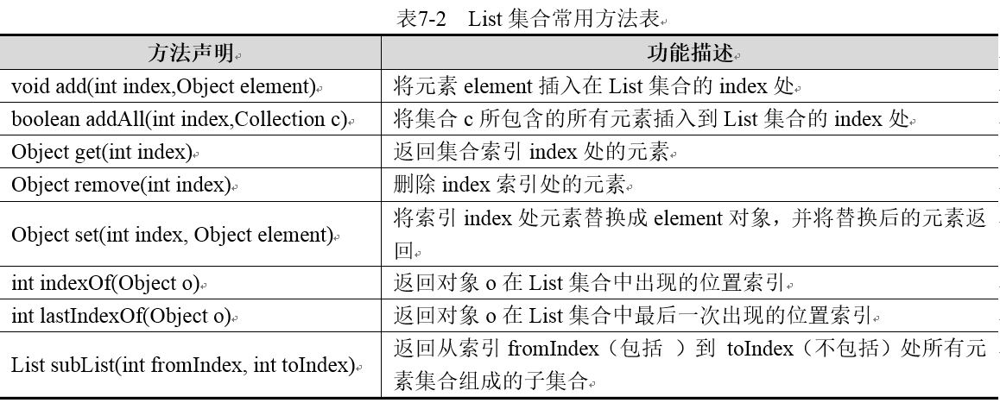 表7-2 List 集合常用方法表
方法声明 功能描述
void add(int index,Object element) 将元素 element 插入在 List 集合的 index 处
boolean addAll(int index,Collection c) 将集合 c 所包含的所有元素插入到 List 集合的 index 处
Object get(int index) 返回集合索引 index 处的元素
Object remove(int index) 删除 index 索引处的元素
Object set(int index, Object element) 将索引 index 处元素替换成 element 对象，并将替换后的元素返
回
int indexOf(Object o) 返回对象 o 在 List 集合中出现的位置索引
int lastIndexOf(Object o) 返回对象 o 在 List 集合中最后一次出现的位置索引
List subList(int fromIndex, int toIndex) 返回从索引 fromIndex（包括 ）到 toIndex（不包括）处所有元
素集合组成的子集合